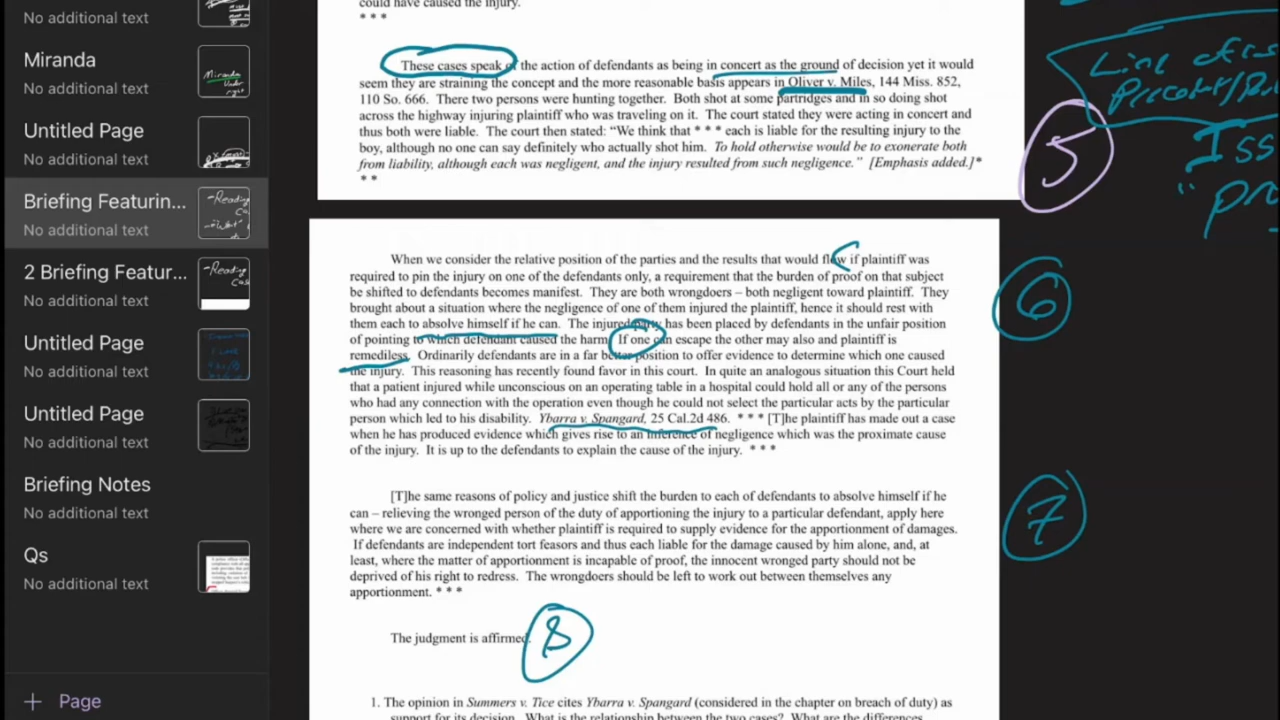 No additional text
Miranda
No additional text
Untitled Page
No additional text
Briefing Featurin...
No additional text
2 Briefing Featur...
No additional text
Untitled Page
No additional text
Untitled Page
No additional text
Briefing Notes
No additional text
Qs
No additional text
+ Page
could have caused the injury.
* * *
These cases speak of the action of defendants as being in concert as the ground of decision yet it would
seem they are straining the concept and the more reasonable basis appears in Oliver v. Miles, 144 Miss. 852,
110 So. 666. There two persons were hunting together. Both shot at some partridges and in so doing shot
across the highway injuring plaintiff who was traveling on it. The court stated they were acting in concert and
thus both were liable. The court then stated: “We think that * * * each is liable for the resulting injury to the
boy, although no one can say definitely who actually shot him. To hold otherwise would be to exonerate both
from liability, although each was negligent, and the injury resulted from such negligence.” [Emphasis added.]*
* *
When we consider the relative position of the parties and the results that would flow if plaintiff was
required to pin the injury on one of the defendants only, a requirement that the burden of proof on that subject
be shifted to defendants becomes manifest. They are both wrongdoers – both negligent toward plaintiff. They
brought about a situation where the negligence of one of them injured the plaintiff, hence it should rest with
them each to absolve himself if he can. The injured party has been placed by defendants in the unfair position
of pointing to which defendant caused the harm. If one can escape the other may also and plaintiff is
remediless. Ordinarily defendants are in a far better position to offer evidence to determine which one caused
the injury. This reasoning has recently found favor in this court. In quite an analogous situation this Court held
that a patient injured while unconscious on an operating table in a hospital could hold all or any of the persons
who had any connection with the operation even though he could not select the particular acts by the particular
person which led to his disability. Ybarra v. Spangard, 25 Cal.2d 486. * * * [T]he plaintiff has made out a case
when he has produced evidence which gives rise to an inference of negligence which was the proximate cause
of the injury. It is up to the defendants to explain the cause of the injury. * * *
[T]he same reasons of policy and justice shift the burden to each of defendants to absolve himself if he
can – relieving the wronged person of the duty of apportioning the injury to a particular defendant, apply here
where we are concerned with whether plaintiff is required to supply evidence for the apportionment of damages.
If defendants are independent tort feasors and thus each liable for the damage caused by him alone, and, at
least, where the matter of apportionment is incapable of proof, the innocent wronged party should not be
deprived of his right to redress. The wrongdoers should be left to work out between themselves any
apportionment. * * *
The judgment is affirmed.
8
1. The opinion in Summers v. Tice cites Ybarra v. Spangard (considered in the chapter on breach of duty) as
support for its decision. What is the relationship between the two cases? What are the differences
Line of
5
Iss
"pro
6
7